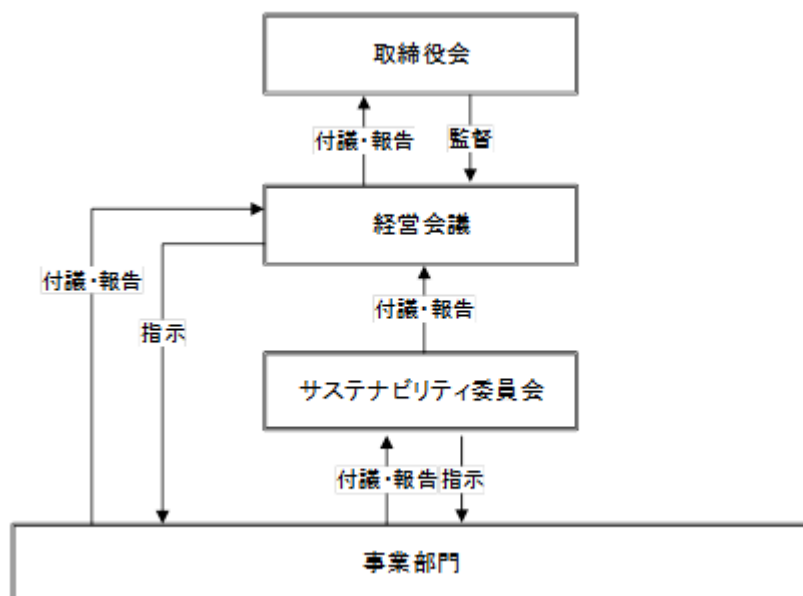 取締役会
付議・報告
監督
経営会議
付議・報告
指示
付議・報告
サステナビリティ委員会
付議・報告
指示
事業部門